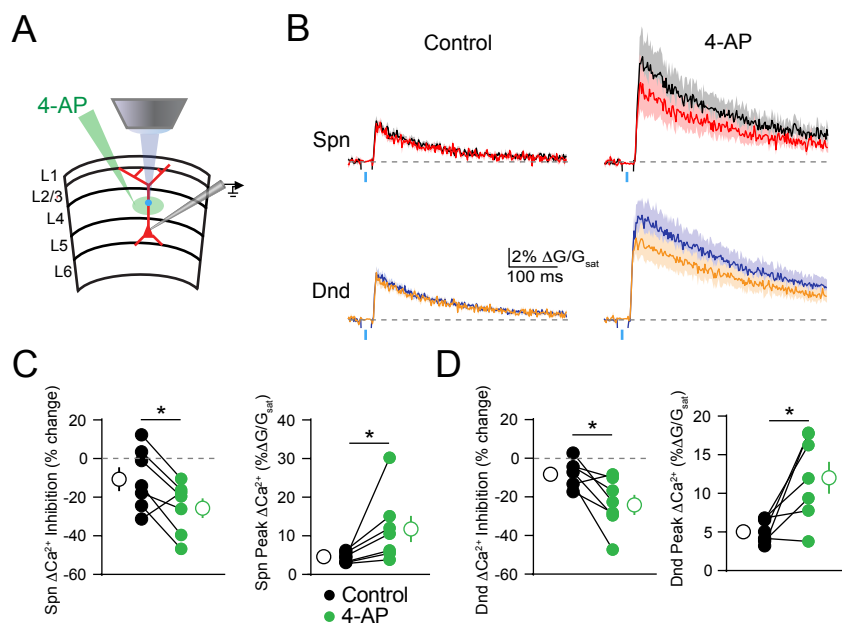 A
4-AP
L1
L2/3
L4
L5
L6
B
Control
4-AP
Spn
Dnd
2% ΔG/Gsat
100 ms
C
Spn ΔCa²⁺ Inhibition (% change)
20
0
-20
-40
-60
*
Spn Peak ΔCa²⁺ (%ΔG/Gsat)
40
30
20
10
0
*
Control
4-AP
D
Dnd ΔCa²⁺ Inhibition (% change)
20
0
-20
-40
-60
*
Dnd Peak ΔCa²⁺ (%ΔG/Gsat)
20
15
10
5
0
*